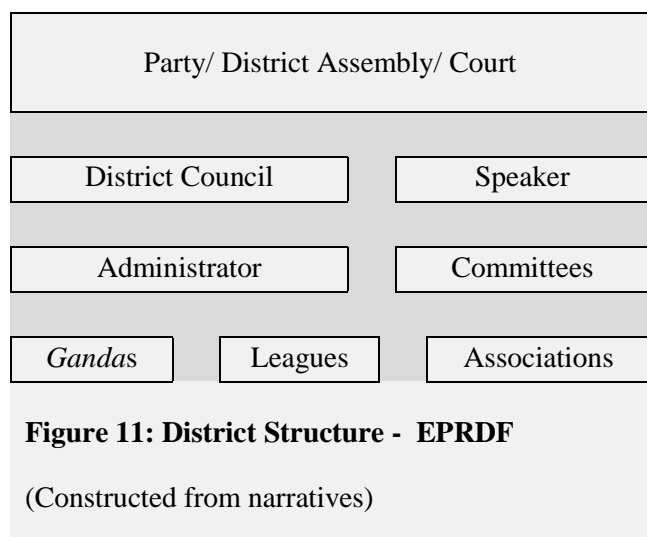 Party/ District Assembly/ Court
District Council
Speaker
Administrator
Committees
Gandas
Leagues
Associations
Figure 11: District Structure - EPRDF
(Constructed from narratives)